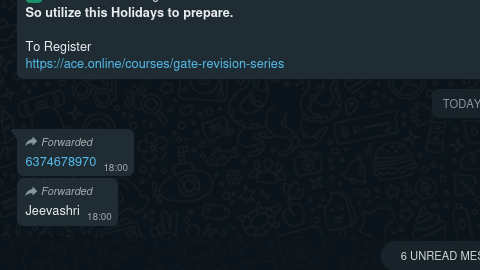 So utilize this Holidays to prepare.
To Register
https://ace.online/courses/gate-revision-series
TODAY
Forwarded
6374678970 18:00
Forwarded
Jeevashri 18:00
6 UNREAD MES